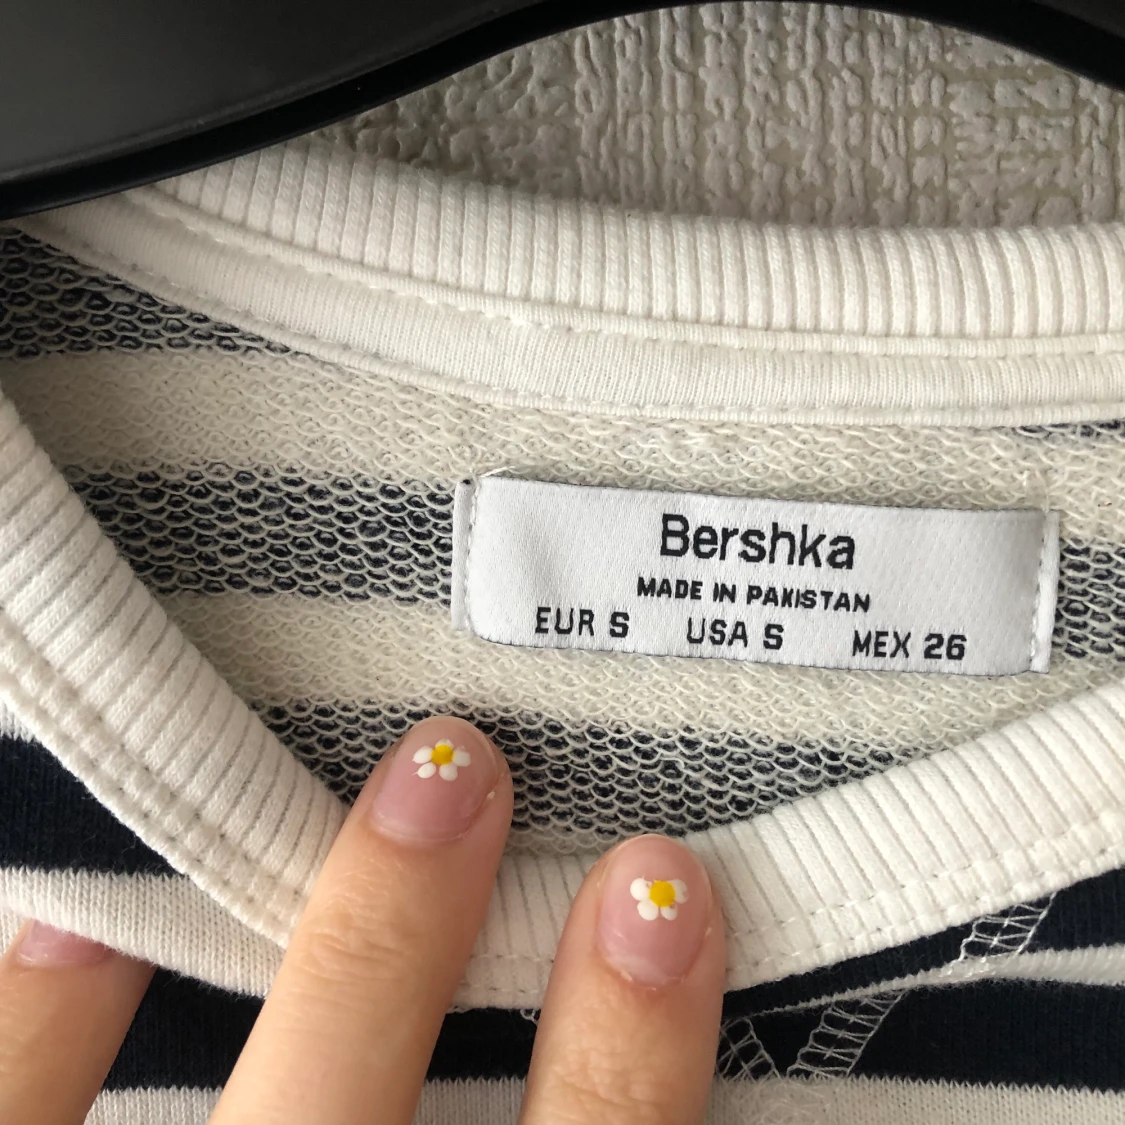 Bershka
MADE IN PAKISTAN
EUR S USA S MEX 26